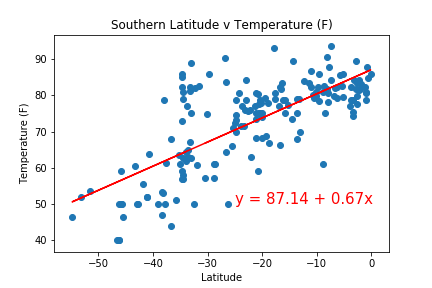 Southern Latitude v Temperature (F)
Temperature (F)
90
80
70
60
50
40
y = 87.14 + 0.67x
−50 −40 −30 −20 −10 0
Latitude